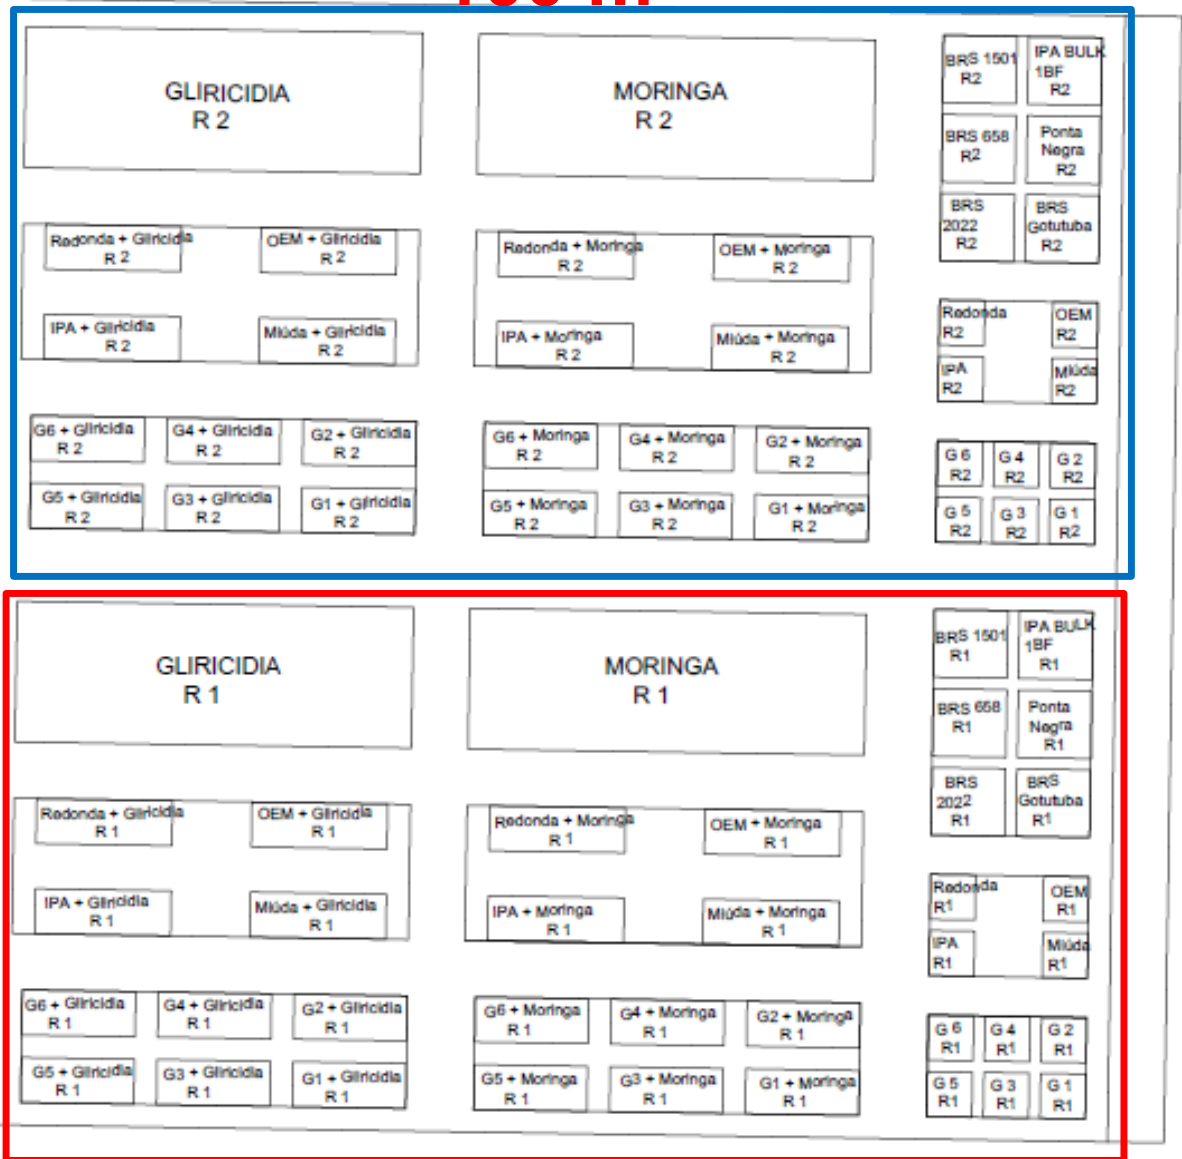 GLIRICIDIA
R 2
MORINGA
R 2
BRS 1501
R2
IPA BULK
1BF
R2
BRS 658
R2
Ponta
Negra
R2
BRS
2022
R2
BRS
Gotutuba
R2
Redonda + Gliricidia
R 2
OEM + Gliricidia
R 2
Redonda + Moringa
R 2
OEM + Moringa
R 2
IPA + Gliricidia
R 2
Miúda + Gliricidia
R 2
IPA + Moringa
R 2
Miúda + Moringa
R 2
Redonda
R2
OEM
R2
IPA
R2
Miúda
R2
G6 + Gliricidia
R 2
G4 + Gliricidia
R 2
G2 + Gliricidia
R 2
G6 + Moringa
R 2
G4 + Moringa
R 2
G2 + Moringa
R 2
G 6
R2
G 4
R2
G 2
R2
G5 + Gliricidia
R 2
G3 + Gliricidia
R 2
G1 + Gliricidia
R 2
G5 + Moringa
R 2
G3 + Moringa
R 2
G1 + Moringa
R 2
G 5
R2
G 3
R2
G 1
R2
GLIRICIDIA
R 1
MORINGA
R 1
BRS 1501
R1
IPA BULK
1BF
R1
BRS 658
R1
Ponta
Negra
R1
BRS
2022
R1
BRS
Gotutuba
R1
Redonda + Gliricidia
R 1
OEM + Gliricidia
R 1
Redonda + Moringa
R 1
OEM + Moringa
R 1
IPA + Gliricidia
R 1
Miúda + Gliricidia
R 1
IPA + Moringa
R 1
Miúda + Moringa
R 1
Redonda
R1
OEM
R1
IPA
R1
Miúda
R1
G6 + Gliricidia
R 1
G4 + Gliricidia
R 1
G2 + Gliricidia
R 1
G6 + Moringa
R 1
G4 + Moringa
R 1
G2 + Moringa
R 1
G 6
R1
G 4
R1
G 2
R1
G5 + Gliricidia
R 1
G3 + Gliricidia
R 1
G1 + Gliricidia
R 1
G5 + Moringa
R 1
G3 + Moringa
R 1
G1 + Moringa
R 1
G 5
R1
G 3
R1
G 1
R1